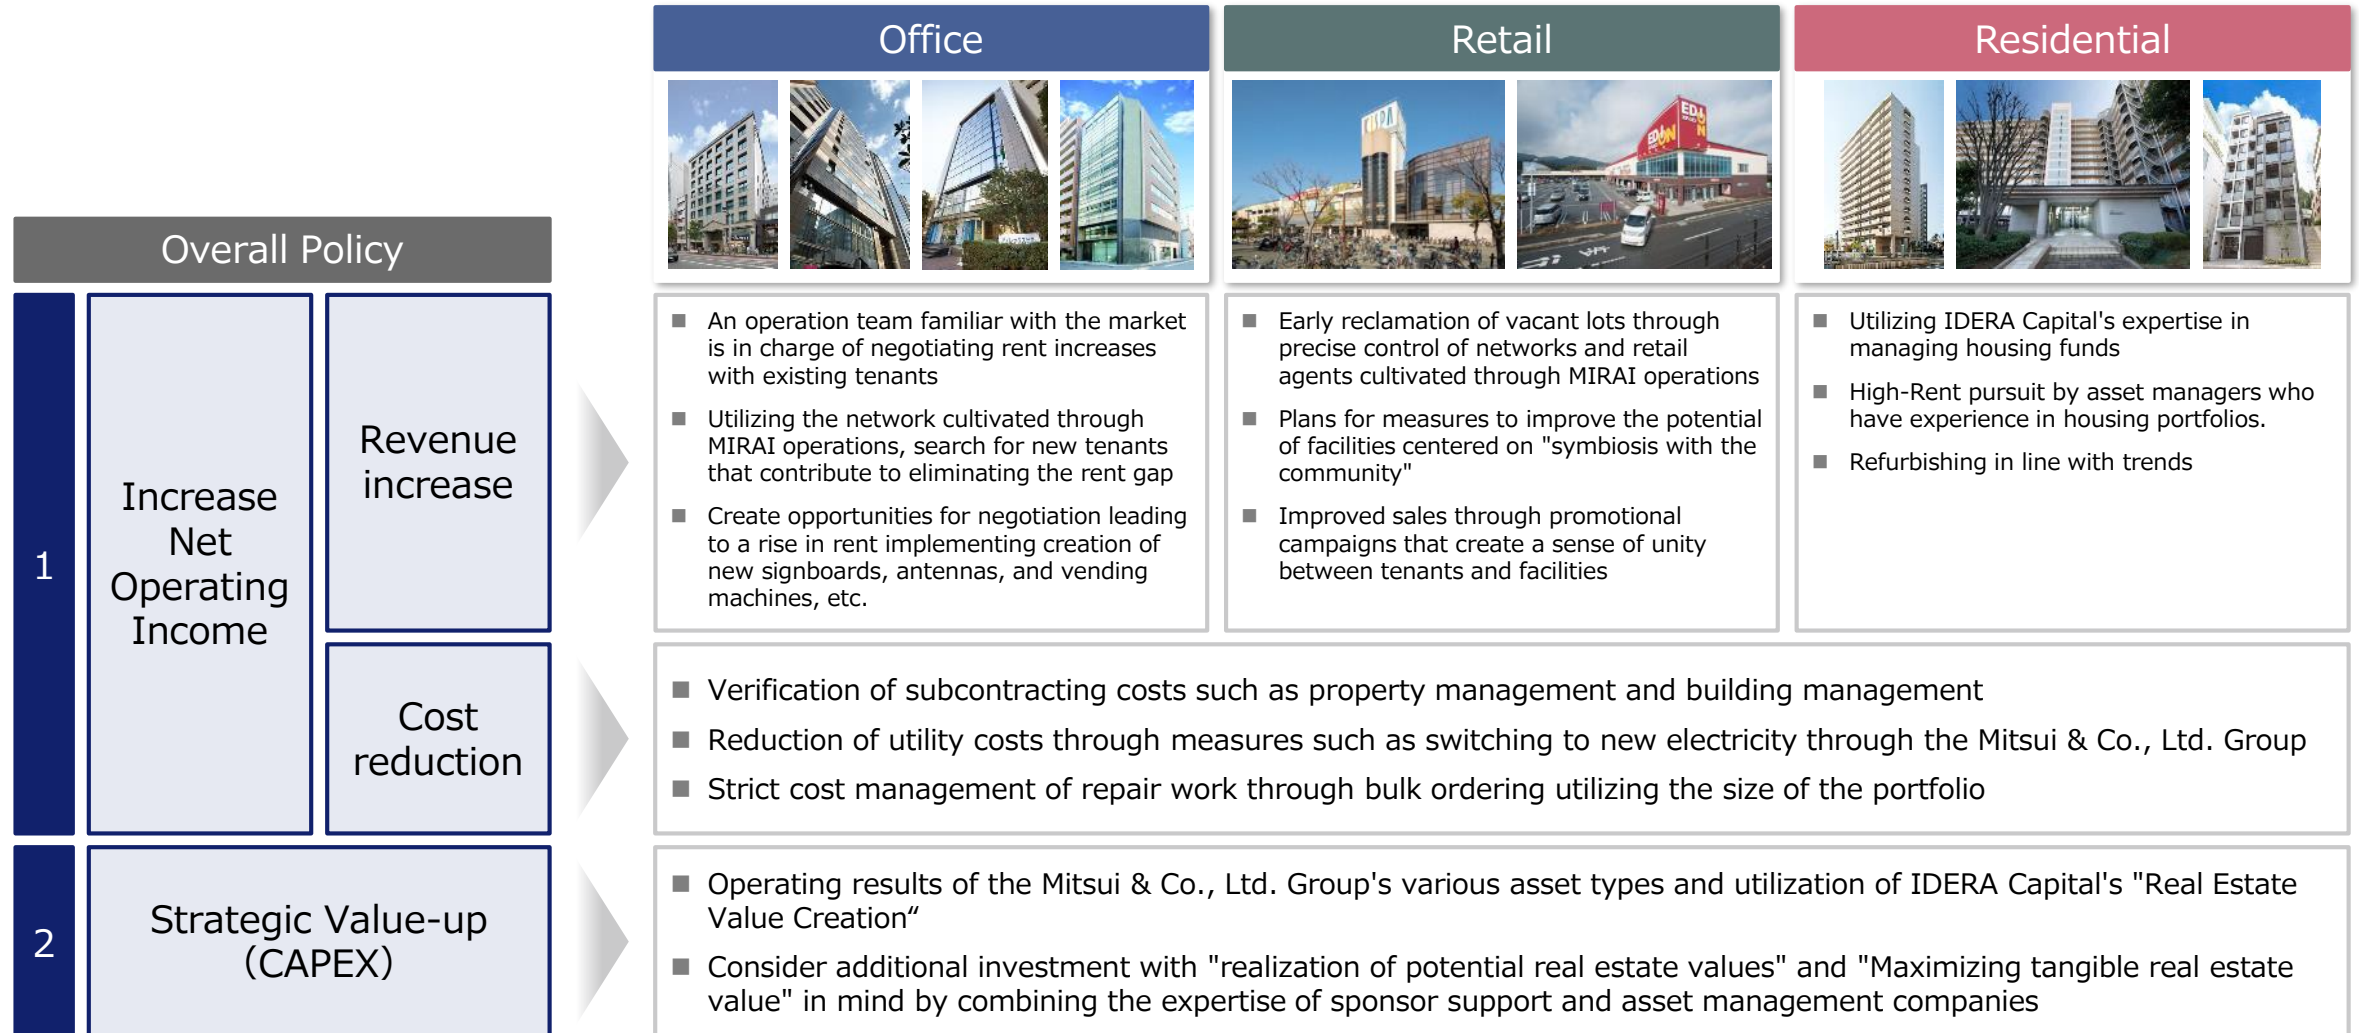 Office
Retail
Residential
CiSPA
EDION
EDION
Overall Policy
1
Increase
Net
Operating
Income
Revenue
increase
■ An operation team familiar with the market
is in charge of negotiating rent increases
with existing tenants
■ Utilizing the network cultivated through
MIRAI operations, search for new tenants
that contribute to eliminating the rent gap
■ Create opportunities for negotiation leading
to a rise in rent implementing creation of
new signboards, antennas, and vending
machines, etc.
■ Early reclamation of vacant lots through
precise control of networks and retail
agents cultivated through MIRAI operations
■ Plans for measures to improve the potential
of facilities centered on "symbiosis with the
community"
■ Improved sales through promotional
campaigns that create a sense of unity
between tenants and facilities
■ Utilizing IDERA Capital's expertise in
managing housing funds
■ High-Rent pursuit by asset managers who
have experience in housing portfolios.
■ Refurbishing in line with trends
Cost
reduction
■ Verification of subcontracting costs such as property management and building management
■ Reduction of utility costs through measures such as switching to new electricity through the Mitsui & Co., Ltd. Group
■ Strict cost management of repair work through bulk ordering utilizing the size of the portfolio
2
Strategic Value-up
（CAPEX）
■ Operating results of the Mitsui & Co., Ltd. Group's various asset types and utilization of IDERA Capital's "Real Estate
Value Creation“
■ Consider additional investment with "realization of potential real estate values" and "Maximizing tangible real estate
value" in mind by combining the expertise of sponsor support and asset management companies